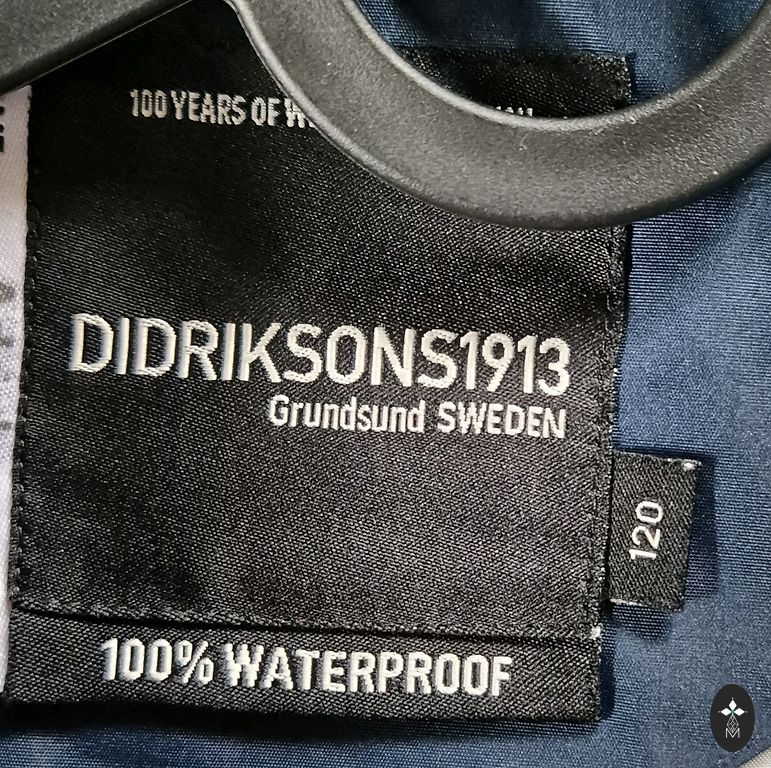 100 YEARS OF
DIDRIKSONS1913
Grundsund SWEDEN
120
100% WATERPROOF